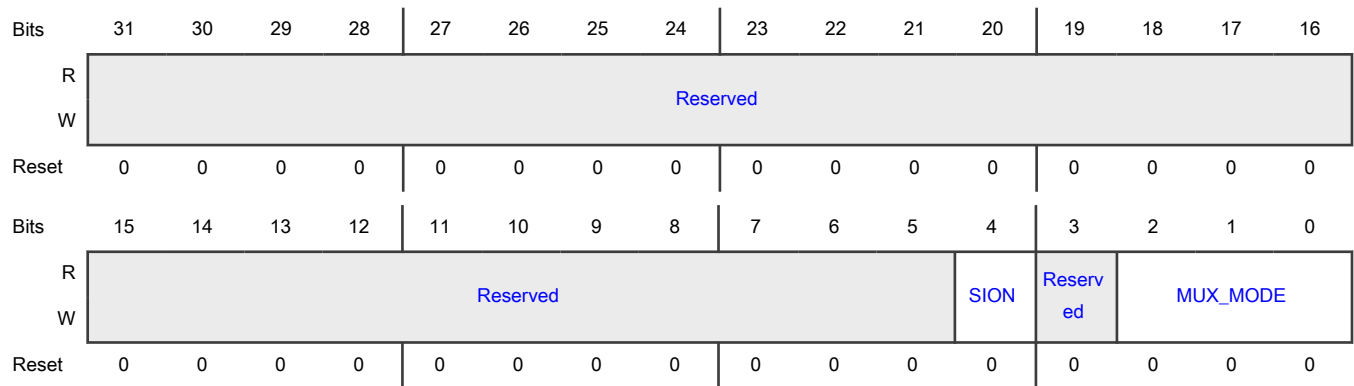 Bits 31 30 29 28 27 26 25 24 23 22 21 20 19 18 17 16
R
Reserved
W
Reset 0 0 0 0 0 0 0 0 0 0 0 0 0 0 0 0
Bits 15 14 13 12 11 10 9 8 7 6 5 4 3 2 1 0
R
Reserved SION Reserv
ed MUX_MODE
W
Reset 0 0 0 0 0 0 0 0 0 0 0 0 0 0 0 0